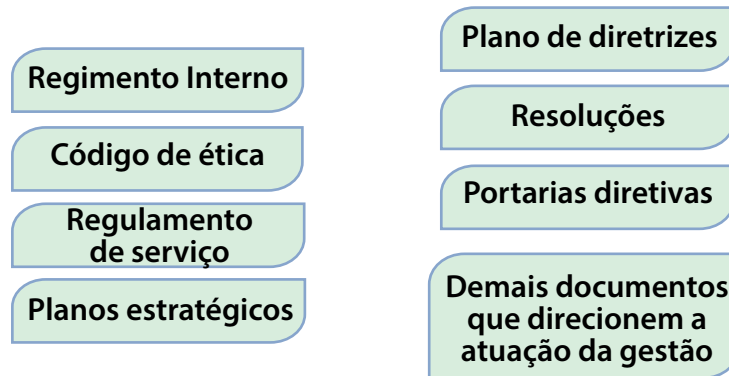 Regimento Interno
Código de ética
Regulamento
de serviço
Planos estratégicos
Plano de diretrizes
Resoluções
Portarias diretivas
Demais documentos
que direcionem a
atuação da gestão